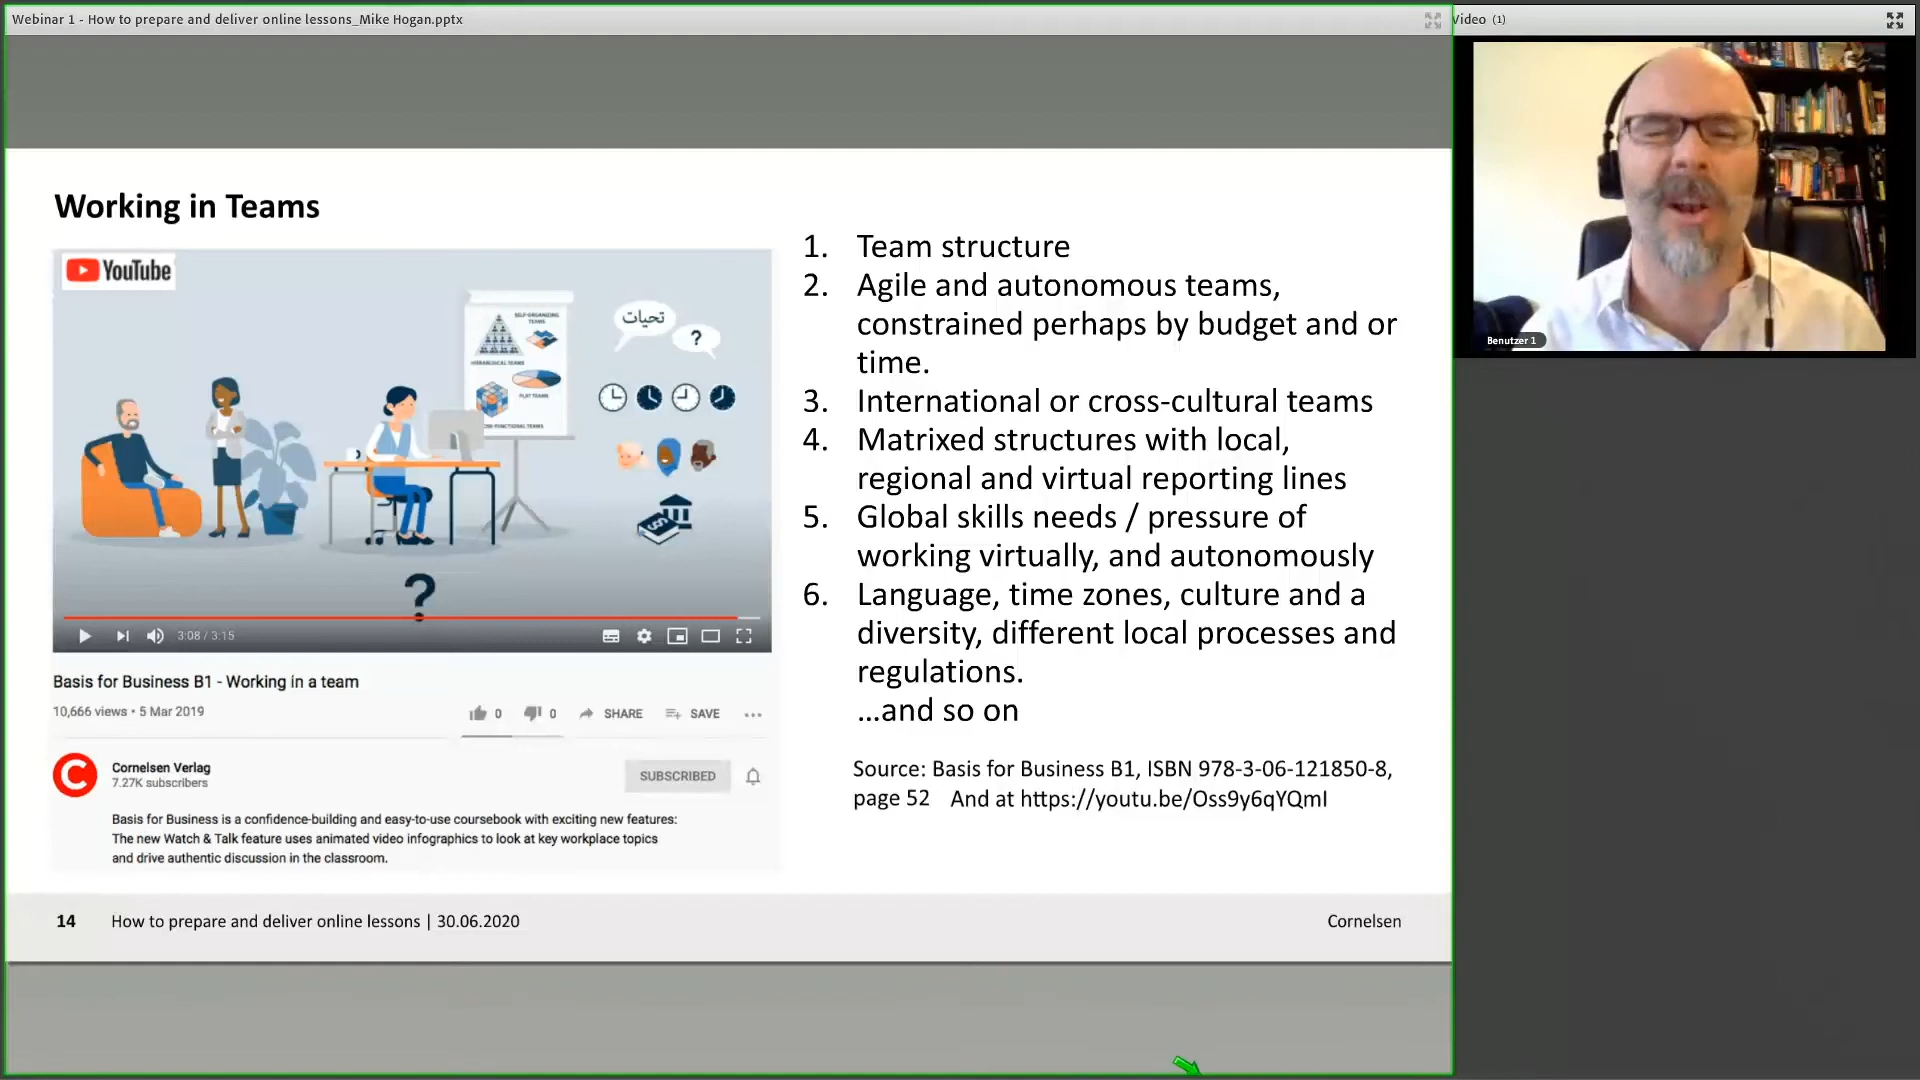 Webinar 1 - How to prepare and deliver online lessons_Mike Hogan.pptx
Video (1)
Benutzer 1
Working in Teams
YouTube
SELF-ORGANIZING
TEAMS
HIERARCHICAL TEAMS
FLAT TEAMS
تحيات
?
?
3:08 / 3:15
Basis for Business B1 - Working in a team
10,666 views • 5 Mar 2019
0
0
SHARE
SAVE
Cornelsen Verlag
7.27K subscribers
SUBSCRIBED
Basis for Business is a confidence-building and easy-to-use coursebook with exciting new features:
The new Watch & Talk feature uses animated video infographics to look at key workplace topics
and drive authentic discussion in the classroom.
1. Team structure
2. Agile and autonomous teams,
constrained perhaps by budget and or
time.
3. International or cross-cultural teams
4. Matrixed structures with local,
regional and virtual reporting lines
5. Global skills needs / pressure of
working virtually, and autonomously
6. Language, time zones, culture and a
diversity, different local processes and
regulations.
...and so on
Source: Basis for Business B1, ISBN 978-3-06-121850-8,
page 52 And at https://youtu.be/Oss9y6qYQmI
14 How to prepare and deliver online lessons | 30.06.2020
Cornelsen